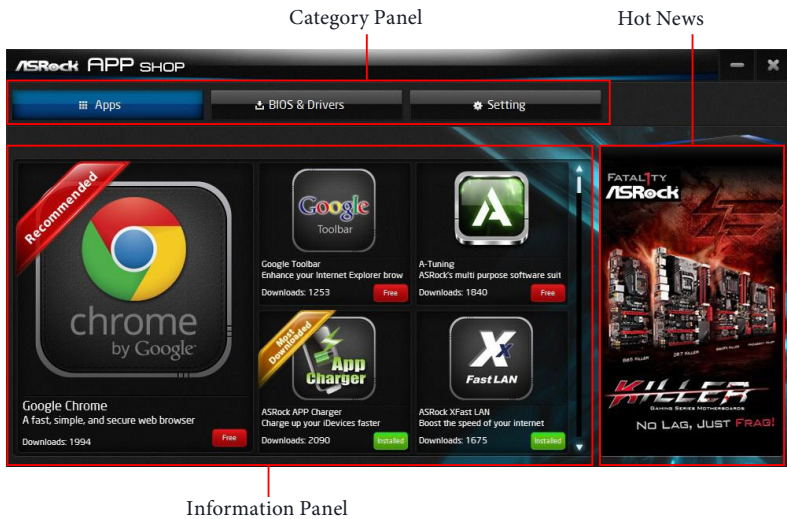 Category Panel
Hot News
ASRock APP SHOP
Apps
BIOS & Drivers
Setting
Recommended
chrome
by Google
Google Chrome
A fast, simple, and secure web browser
Downloads: 1994
Free
Google
Toolbar
Google Toolbar
Enhance your Internet Explorer brow
Downloads: 1253
Free
A-Tuning
ASRock's multi purpose software suit
Downloads: 1840
Free
Most
Downloaded
App
Charger
ASRock APP Charger
Charge up your iDevices faster
Downloads: 2090
Installed
Fast LAN
ASRock XFast LAN
Boost the speed of your internet
Downloads: 1675
Installed
FATAL1TY
ASRock
KILLER
GAMING SERIES MOTHERBOARDS
NO LAG, JUST FRAG!
Information Panel